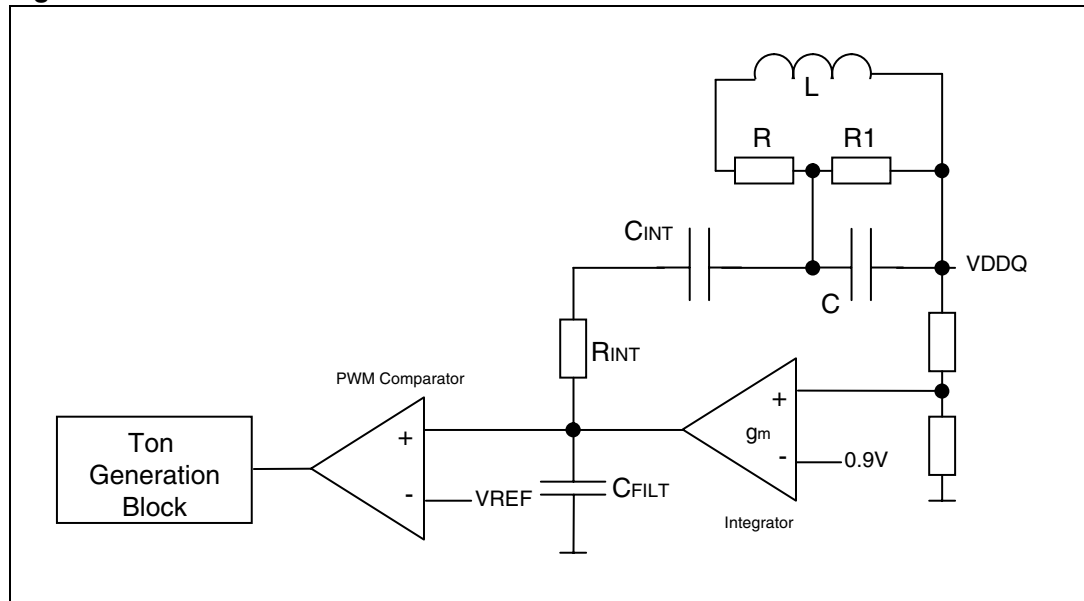 L
R
R1
CINT
C
VDDQ
RINT
PWM Comparator
+
-
VREF
CFILT
+
gm
-
0.9V
Integrator
Ton
Generation
Block